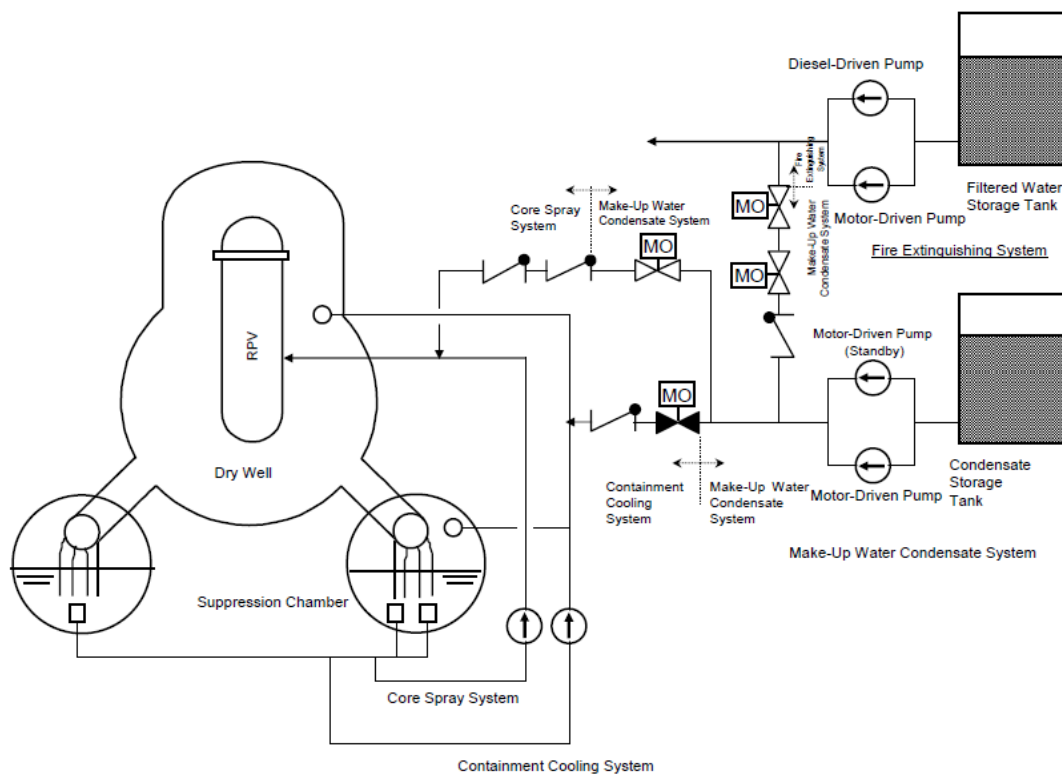 Diesel-Driven Pump
Fire
Extinguishing
System
Make-Up Water
Condensate System
MO
Motor-Driven Pump
Filtered Water
Storage Tank
Fire Extinguishing System
Core Spray
System
Make-Up Water
Condensate System
MO
MO
RPV
Motor-Driven Pump
(Standby)
MO
Dry Well
Containment
Cooling
System
Make-Up Water
Condensate
System
Motor-Driven Pump
Condensate
Storage
Tank
Make-Up Water Condensate System
Suppression Chamber
Core Spray System
Containment Cooling System